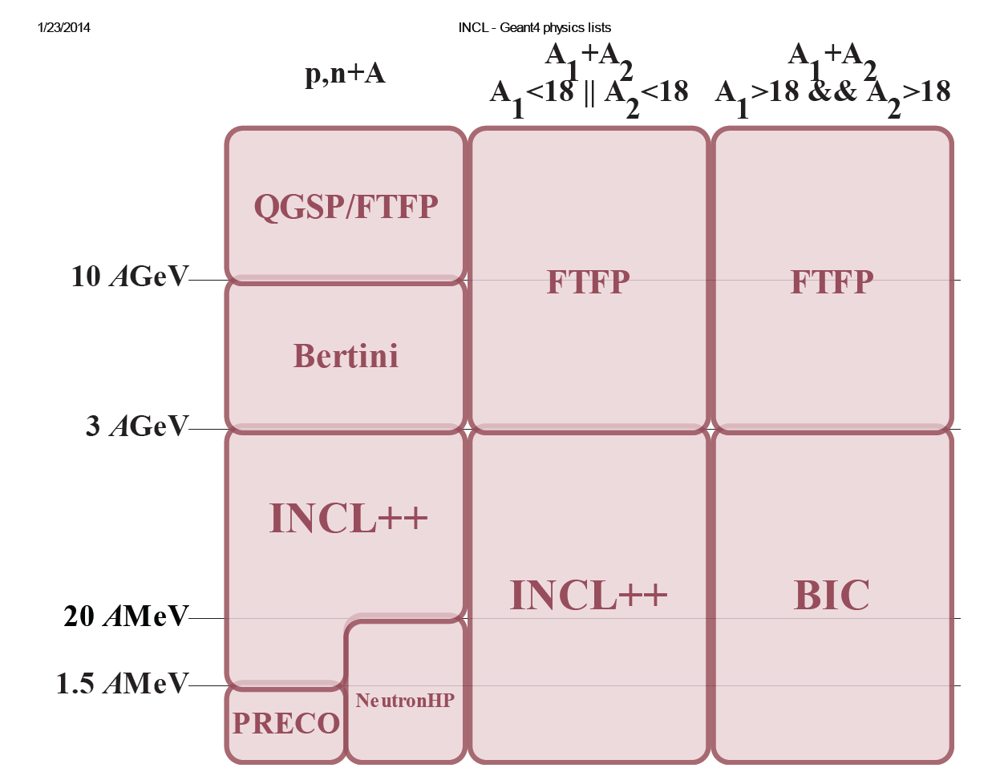 1/23/2014
INCL - Geant4 physics lists
p,n+A
A1+A2
A1<18 || A2<18
A1+A2
A1>18 && A2>18
QGSP/FTFP
10 AGeV
FTFP
FTFP
Bertini
3 AGeV
INCL++
INCL++
BIC
20 AMeV
1.5 AMeV
NeutronHP
PRECO